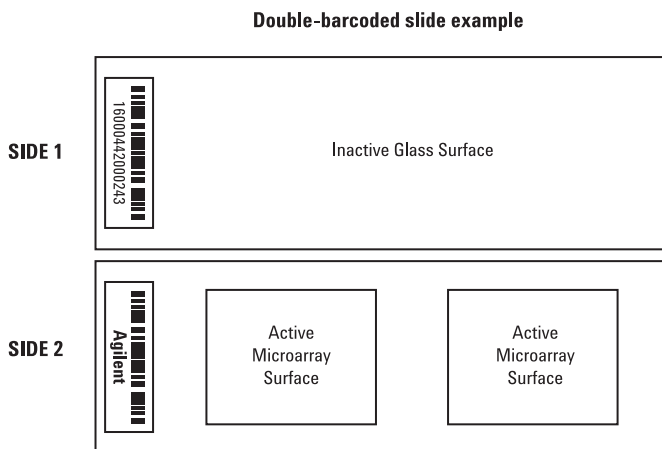 Double-barcoded slide example
SIDE 1
16000442000243
Inactive Glass Surface
SIDE 2
Agilent
Active
Microarray
Surface
Active
Microarray
Surface